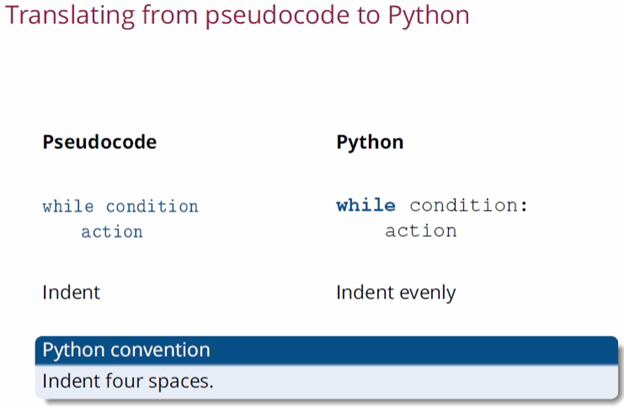 Translating from pseudocode to Python
Pseudocode
Python
while condition
    action
while condition:
    action
Indent
Indent evenly
Python convention
Indent four spaces.